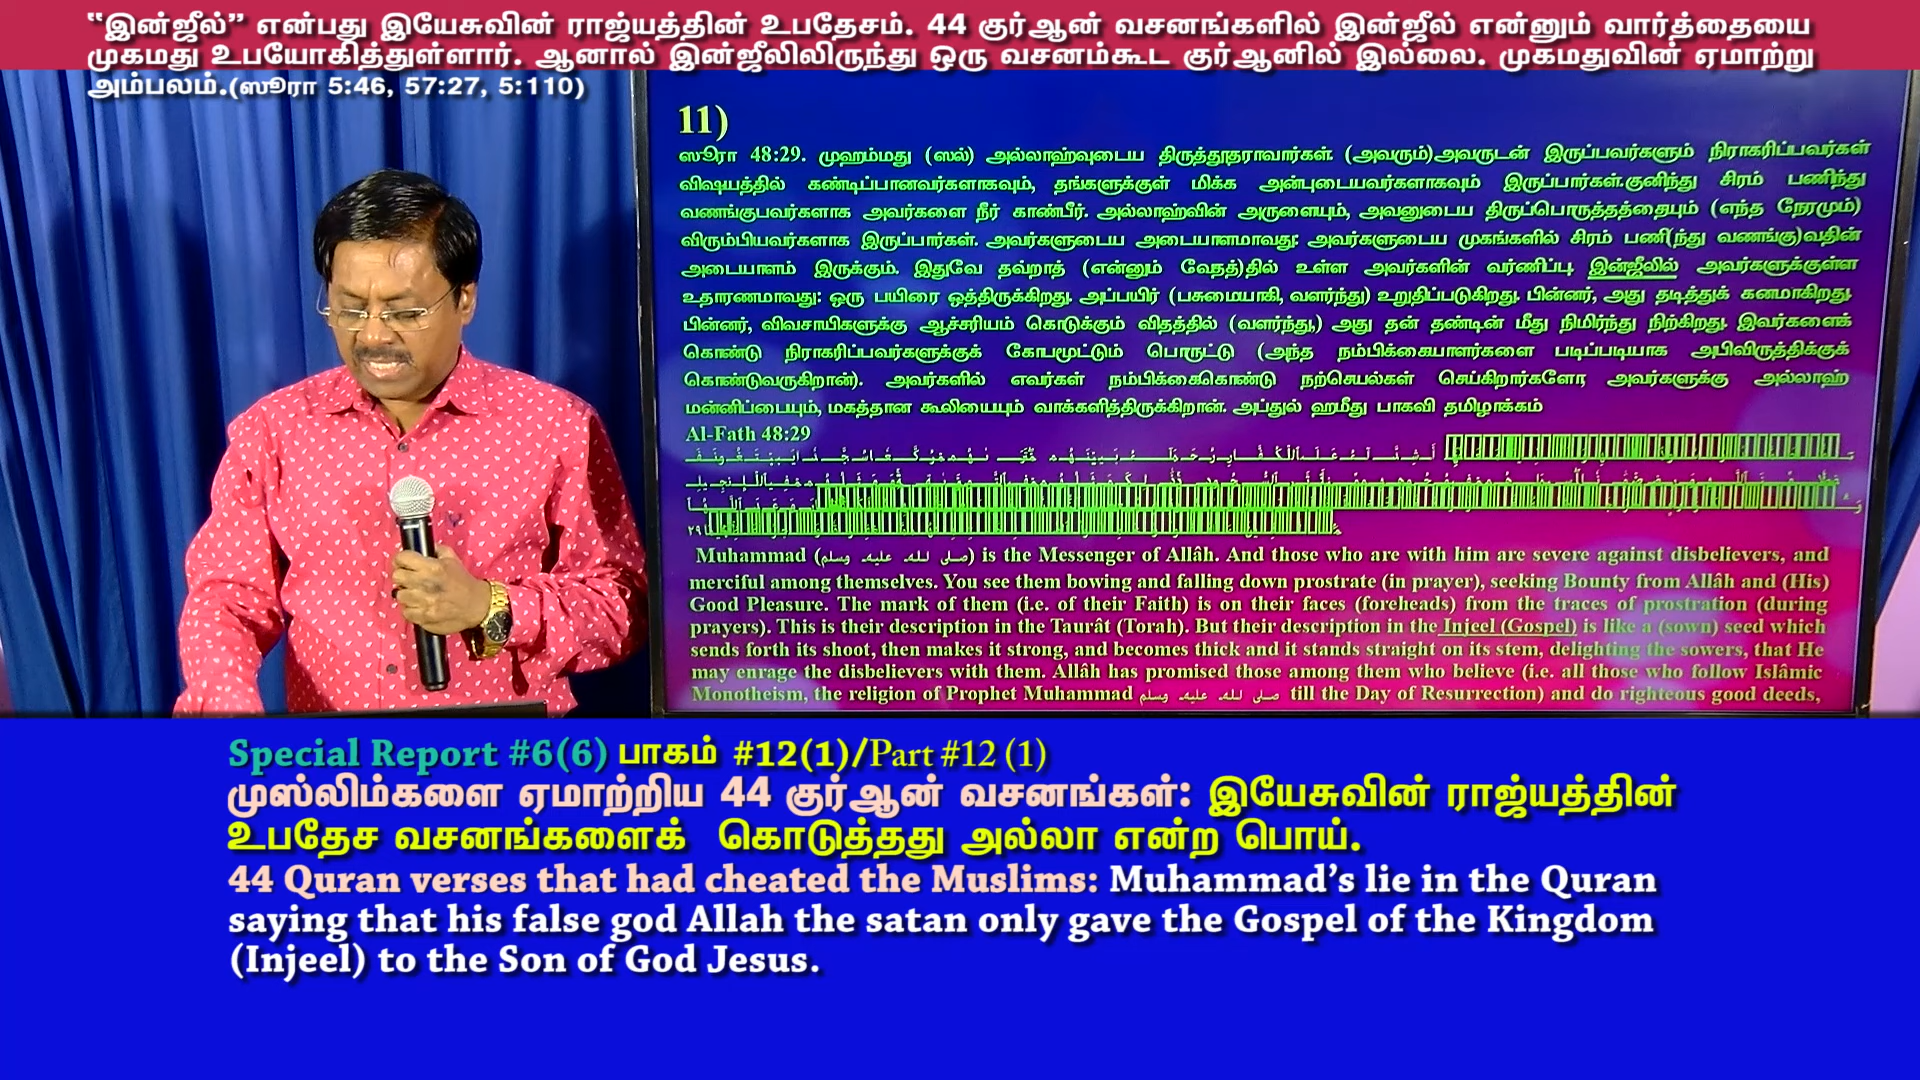 “இன்ஜீல்” என்பது இயேசுவின் ராஜ்யத்தின் உபதேசம். 44 குர்ஆன் வசனங்களில் இன்ஜீல் என்னும் வார்த்தையை
முகமது உபயோகித்துள்ளார். ஆனால் இன்ஜீலிலிருந்து ஒரு வசனம்கூட குர்ஆனில் இல்லை. முகமதுவின் ஏமாற்று
அம்பலம்.(ஸூரா 5:46, 57:27, 5:110)
11)
ஸூரா 48:29. முஹம்மது (ஸல்) அல்லாஹ்வுடைய திருத்தூதராவார்கள். (அவரும்)அவருடன் இருப்பவர்களும் நிராகரிப்பவர்கள்
விஷயத்தில் கண்டிப்பானவர்களாகவும், தங்களுக்குள் மிக்க அன்புடையவர்களாகவும் இருப்பார்கள்.குனிந்து சிரம் பணிந்து
வணங்குபவர்களாக அவர்களை நீர் காண்பீர். அல்லாஹ்வின் அருளையும், அவனுடைய திருப்பொருத்தத்தையும் (எந்த நேரமும்)
விரும்பியவர்களாக இருப்பார்கள். அவர்களுடைய அடையாளமாவது: அவர்களுடைய முகங்களில் சிரம் பணி(ந்து வணங்கு)வதின்
அடையாளம் இருக்கும். இதுவே தவ்றாத் (என்னும் வேதத்)தில் உள்ள அவர்களின் வர்ணிப்பு. இன்ஜீலில் அவர்களுக்குள்ள
உதாரணமாவது: ஒரு பயிரை ஒத்திருக்கிறது. அப்பயிர் (பசுமையாகி, வளர்ந்து) உறுதிப்படுகிறது. பின்னர், அது தடித்துக் கனமாகிறது.
பின்னர், விவசாயிகளுக்கு ஆச்சரியம் கொடுக்கும் விதத்தில் (வளர்ந்து,) அது தன் தண்டின் மீது நிமிர்ந்து நிற்கிறது. இவர்களைக்
கொண்டு நிராகரிப்பவர்களுக்குக் கோபமூட்டும் பொருட்டு (அந்த நம்பிக்கையாளர்களை படிப்படியாக அபிவிருத்திக்குக்
கொண்டுவருகிறான்). அவர்களில் எவர்கள் நம்பிக்கைகொண்டு நற்செயல்கள் செய்கிறார்களோ, அவர்களுக்கு அல்லாஹ்
மன்னிப்பையும், மகத்தான கூலியையும் வாக்களித்திருக்கிறான். அப்துல் ஹமீது பாகவி தமிழாக்கம்
Al-Fath 48:29
Muhammad (صلى لله عليه وسلم) is the Messenger of Allâh. And those who are with him are severe against disbelievers, and
merciful among themselves. You see them bowing and falling down prostrate (in prayer), seeking Bounty from Allâh and (His)
Good Pleasure. The mark of them (i.e. of their Faith) is on their faces (foreheads) from the traces of prostration (during
prayers). This is their description in the Taurât (Torah). But their description in the Injeel (Gospel) is like a (sown) seed which
sends forth its shoot, then makes it strong, and becomes thick and it stands straight on its stem, delighting the sowers, that He
may enrage the disbelievers with them. Allâh has promised those among them who believe (i.e. all those who follow Islâmic
Monotheism, the religion of Prophet Muhammad صلى لله عليه وسلم till the Day of Resurrection) and do righteous good deeds,
Special Report #6(6) பாகம் #12(1)/Part #12 (1)
முஸ்லிம்களை ஏமாற்றிய 44 குர்ஆன் வசனங்கள்: இயேசுவின் ராஜ்யத்தின்
உபதேச வசனங்களைக் கொடுத்தது அல்லா என்ற பொய்.
44 Quran verses that had cheated the Muslims: Muhammad’s lie in the Quran
saying that his false god Allah the satan only gave the Gospel of the Kingdom
(Injeel) to the Son of God Jesus.